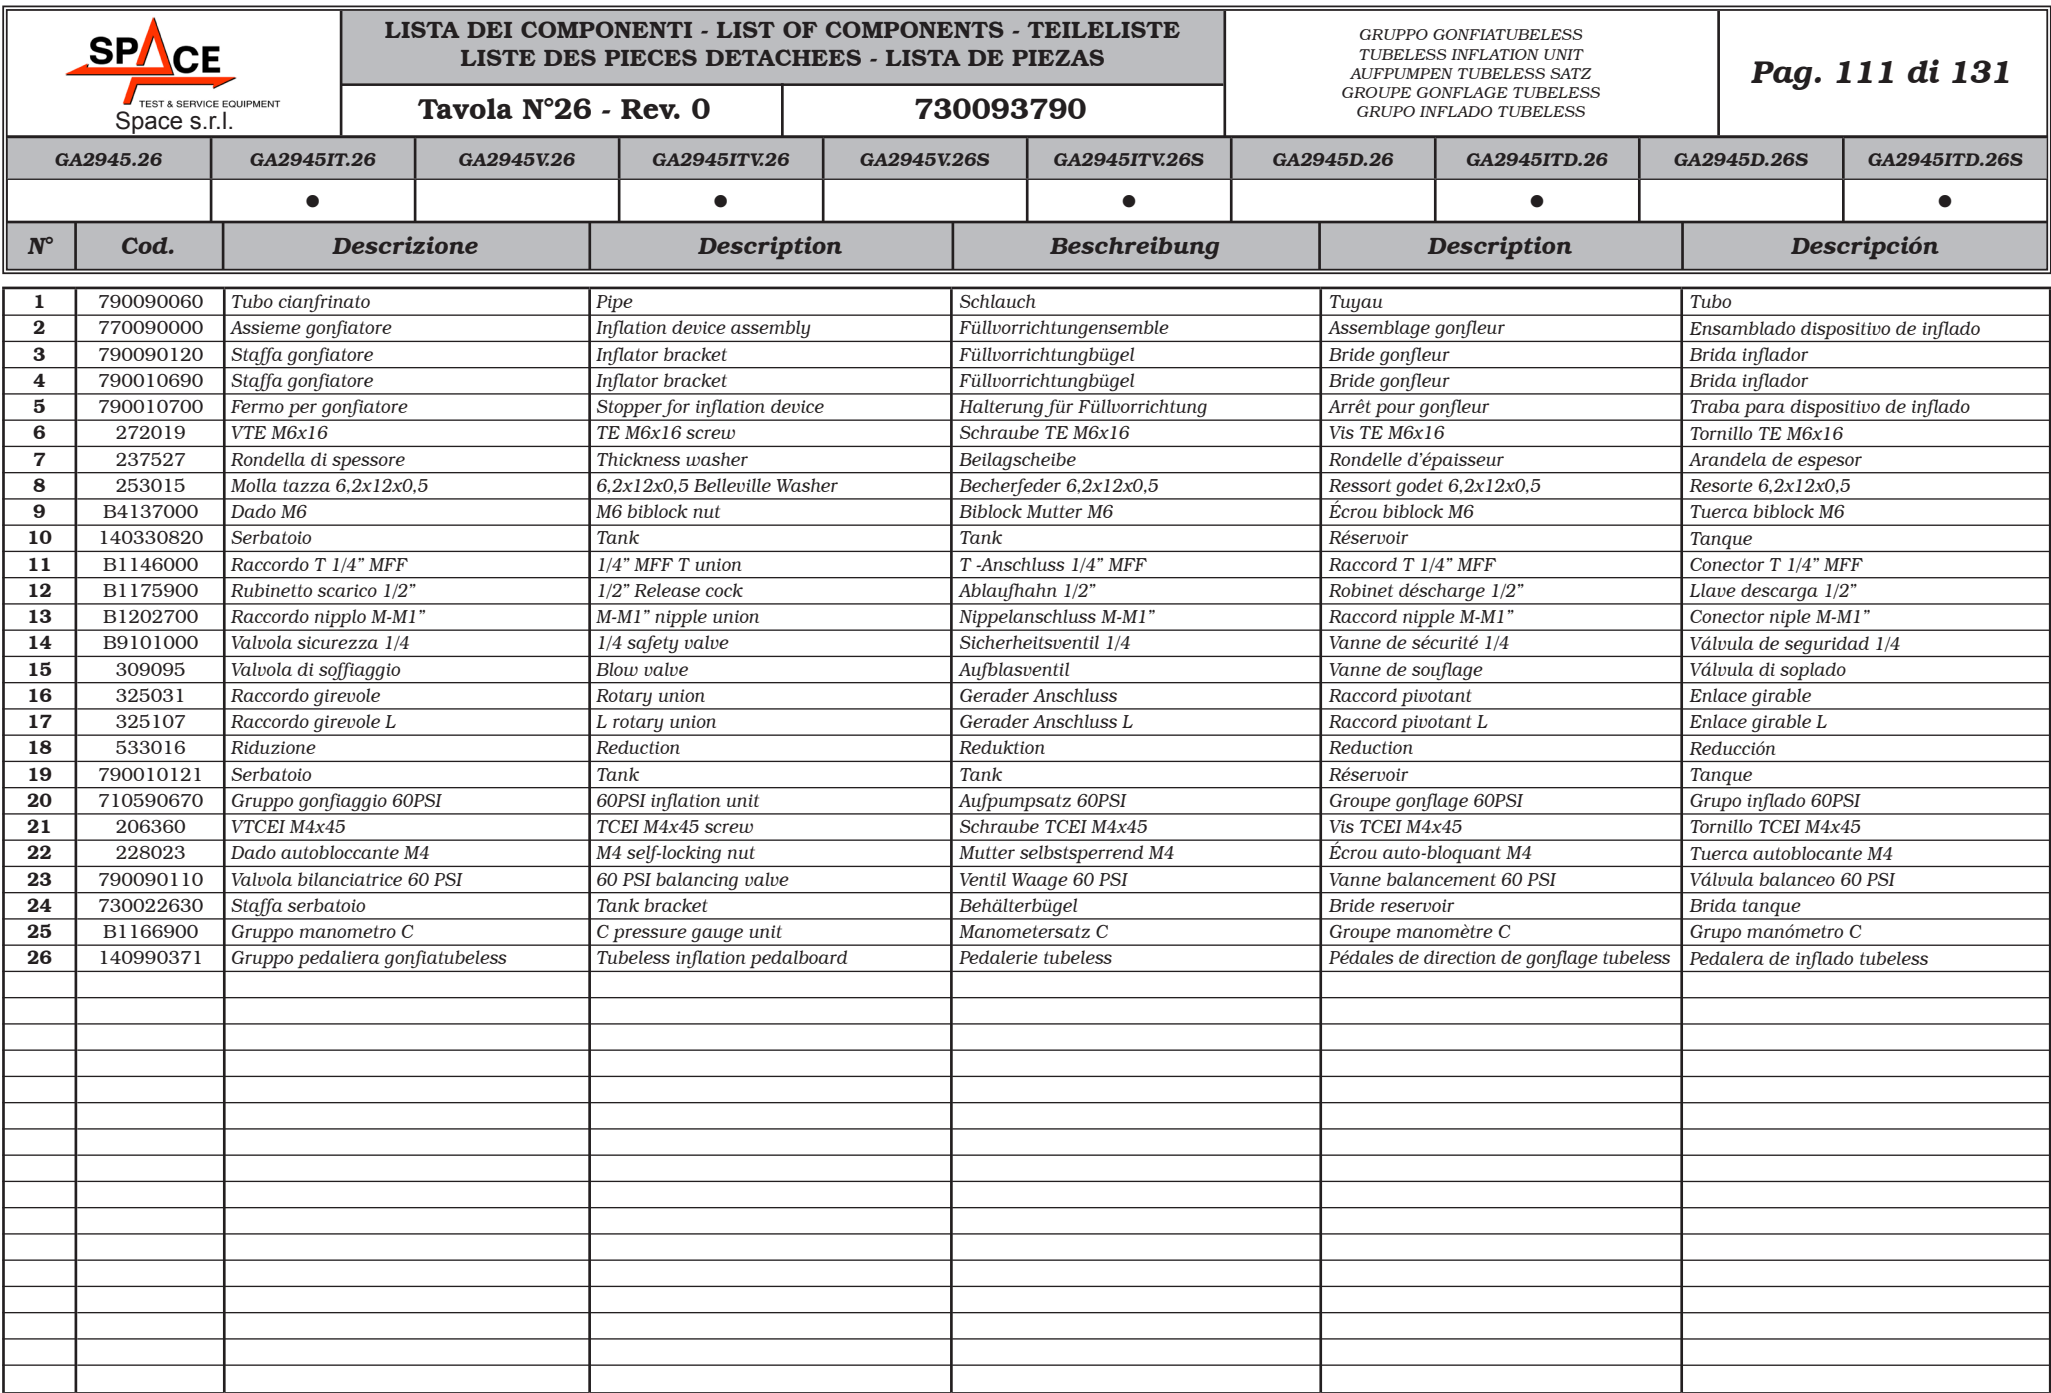 SPACE
TEST & SERVICE EQUIPMENT
Space s.r.l.
LISTA DEI COMPONENTI - LIST OF COMPONENTS - TEILELISTE
LISTE DES PIECES DETACHEES - LISTA DE PIEZAS
Tavola N°26 - Rev. 0 730093790
GRUPPO GONFIATUBELESS
TUBELESS INFLATION UNIT
AUFPUMPEN TUBELESS SATZ
GROUPE GONFLAGE TUBELESS
GRUPO INFLADO TUBELESS
Pag. 111 di 131
GA2945.26 GA2945IT.26 GA2945V.26 GA2945ITV.26 GA2945V.26S GA2945ITV.26S GA2945D.26 GA2945ITD.26 GA2945D.26S GA2945ITD.26S
● ● ● ● ●
N° Cod. Descrizione Description Beschreibung Description Descripción
1 790090060 Tubo cianfrinato Pipe Schlauch Tuyau Tubo
2 770090000 Assieme gonfiatore Inflation device assembly Füllvorrichtungensemble Assemblage gonfleur Ensamblado dispositivo de inflado
3 790090120 Staffa gonfiatore Inflator bracket Füllvorrichtungbügel Bride gonfleur Brida inflador
4 790010690 Staffa gonfiatore Inflator bracket Füllvorrichtungbügel Bride gonfleur Brida inflador
5 790010700 Fermo per gonfiatore Stopper for inflation device Halterung für Füllvorrichtung Arrêt pour gonfleur Traba para dispositivo de inflado
6 272019 VTE M6x16 TE M6x16 screw Schraube TE M6x16 Vis TE M6x16 Tornillo TE M6x16
7 237527 Rondella di spessore Thickness washer Beilagscheibe Rondelle d'épaisseur Arandela de espesor
8 253015 Molla tazza 6,2x12x0,5 6,2x12x0,5 Belleville Washer Becherfeder 6,2x12x0,5 Ressort godet 6,2x12x0,5 Resorte 6,2x12x0,5
9 B4137000 Dado M6 M6 biblock nut Biblock Mutter M6 Écrou biblock M6 Tuerca biblock M6
10 140330820 Serbatoio Tank Tank Réservoir Tanque
11 B1146000 Raccordo T 1/4” MFF 1/4” MFF T union T -Anschluss 1/4” MFF Raccord T 1/4” MFF Conector T 1/4” MFF
12 B1175900 Rubinetto scarico 1/2” 1/2” Release cock Ablaufhahn 1/2” Robinet déscharge 1/2” Llave descarga 1/2”
13 B1202700 Raccordo nipplo M-M1” M-M1” nipple union Nippelanschluss M-M1” Raccord nipple M-M1” Conector niple M-M1”
14 B9101000 Valvola sicurezza 1/4 1/4 safety valve Sicherheitsventil 1/4 Vanne de sécurité 1/4 Válvula de seguridad 1/4
15 309095 Valvola di soffiaggio Blow valve Aufblasventil Vanne de souflage Válvula di soplado
16 325031 Raccordo girevole Rotary union Gerader Anschluss Raccord pivotant Enlace girable
17 325107 Raccordo girevole L L rotary union Gerader Anschluss L Raccord pivotant L Enlace girable L
18 533016 Riduzione Reduction Reduktion Reduction Reducción
19 790010121 Serbatoio Tank Tank Réservoir Tanque
20 710590670 Gruppo gonfiaggio 60PSI 60PSI inflation unit Aufpumpsatz 60PSI Groupe gonflage 60PSI Grupo inflado 60PSI
21 206360 VTCEI M4x45 TCEI M4x45 screw Schraube TCEI M4x45 Vis TCEI M4x45 Tornillo TCEI M4x45
22 228023 Dado autobloccante M4 M4 self-locking nut Mutter selbstsperrend M4 Écrou auto-bloquant M4 Tuerca autoblocante M4
23 790090110 Valvola bilanciatrice 60 PSI 60 PSI balancing valve Ventil Waage 60 PSI Vanne balancement 60 PSI Válvula balanceo 60 PSI
24 730022630 Staffa serbatoio Tank bracket Behälterbügel Bride reservoir Brida tanque
25 B1166900 Gruppo manometro C C pressure gauge unit Manometersatz C Groupe manomètre C Grupo manómetro C
26 140990371 Gruppo pedaliera gonfiatubeless Tubeless inflation pedalboard Pedalerie tubeless Pédales de direction de gonflage tubeless Pedalera de inflado tubeless